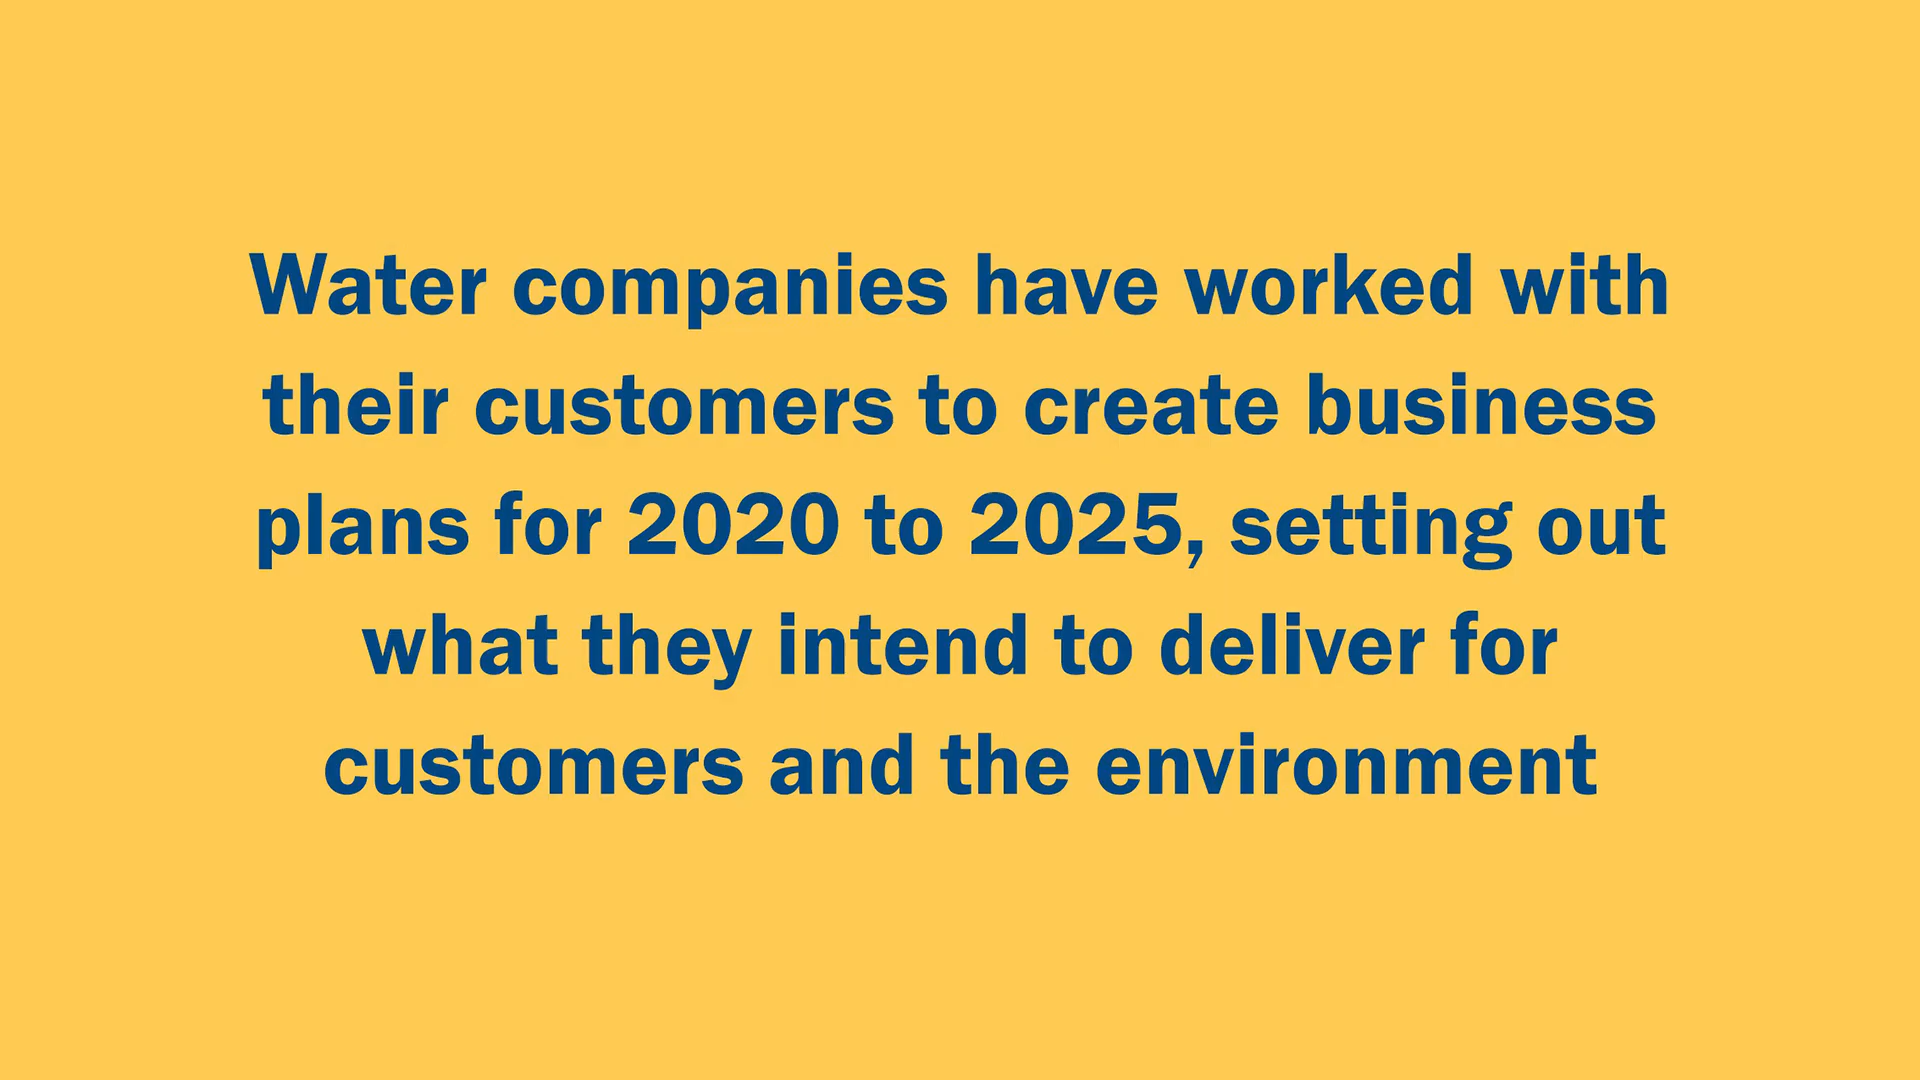 Water companies have worked with
their customers to create business
plans for 2020 to 2025, setting out
what they intend to deliver for
customers and the environment